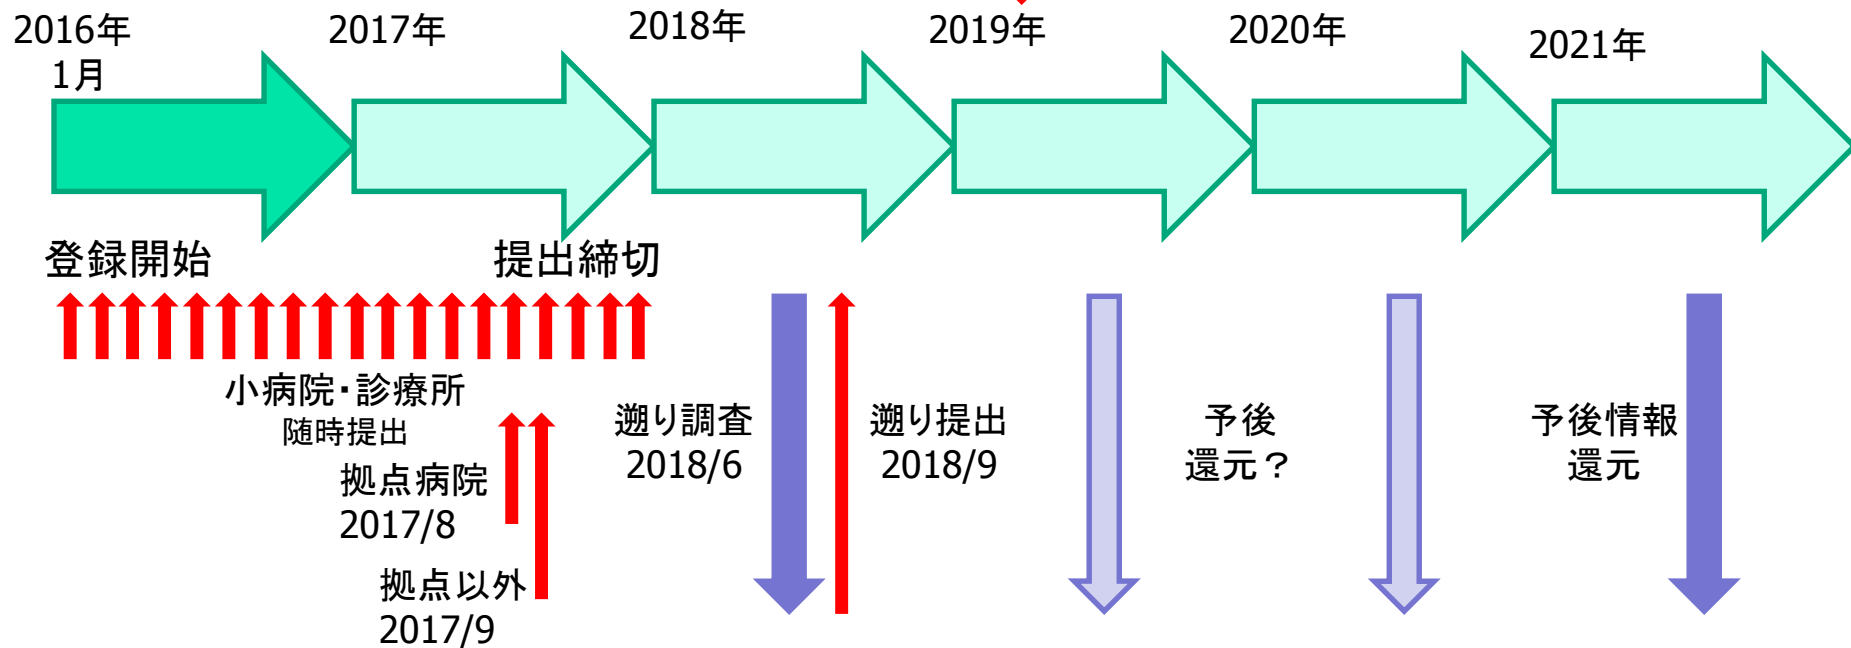 2016年
1月
2017年
2018年
2019年
2020年
2021年
登録開始
提出締切
小病院・診療所
随時提出
拠点病院
2017/8
拠点以外
2017/9
遡り調査
2018/6
遡り提出
2018/9
予後
還元？
予後情報
還元